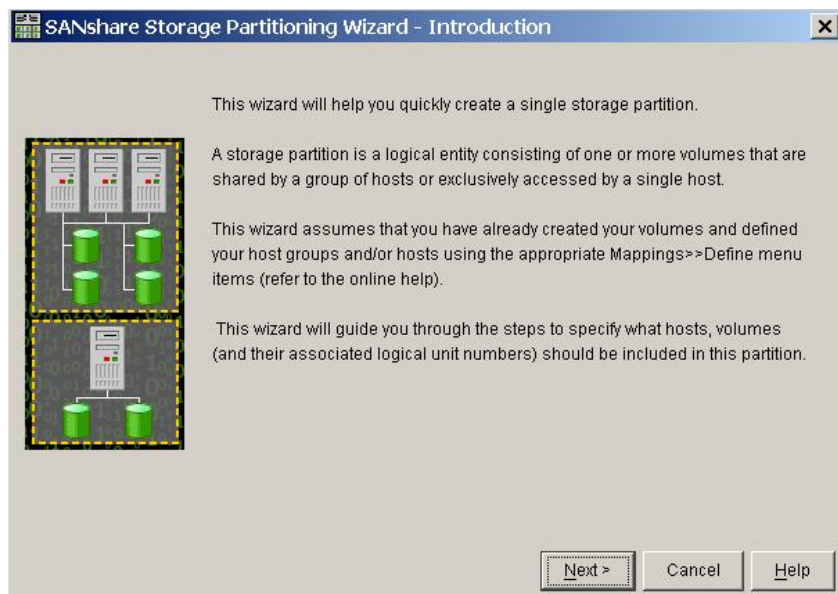 SANshare Storage Partitioning Wizard - Introduction
This wizard will help you quickly create a single storage partition.
A storage partition is a logical entity consisting of one or more volumes that are
shared by a group of hosts or exclusively accessed by a single host.
This wizard assumes that you have already created your volumes and defined
your host groups and/or hosts using the appropriate Mappings>>Define menu
items (refer to the online help).
This wizard will guide you through the steps to specify what hosts, volumes
(and their associated logical unit numbers) should be included in this partition.
Next > Cancel Help